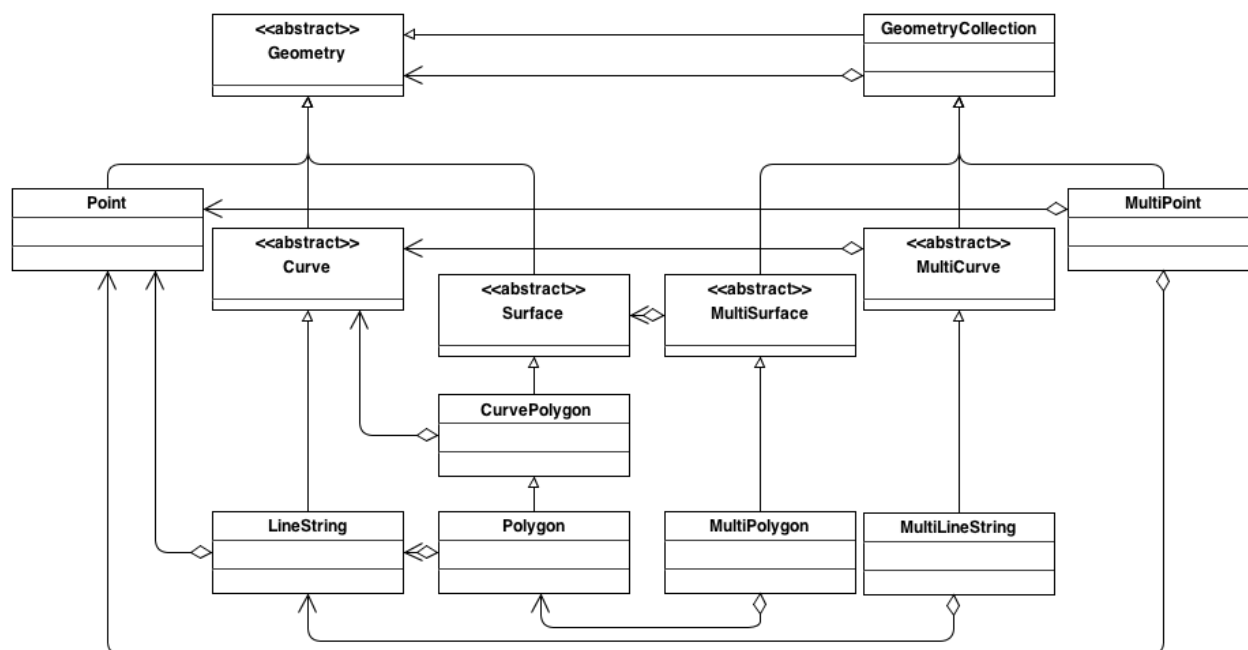 <<abstract>>
Geometry
GeometryCollection
Point
MultiPoint
<<abstract>>
Curve
<<abstract>>
MultiCurve
<<abstract>>
Surface
<<abstract>>
MultiSurface
CurvePolygon
LineString
Polygon
MultiPolygon
MultiLineString